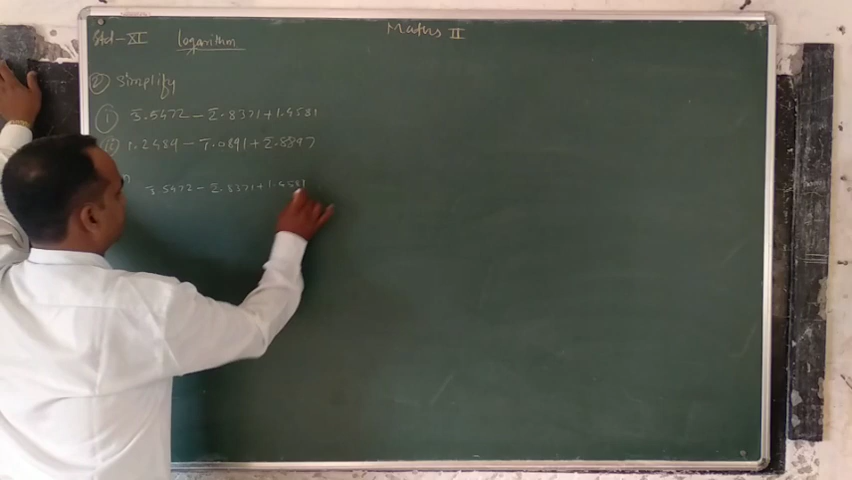 Maths II
Std - XI Logarithm
② Simplify
(i) 3̅.5472 − 2̅.8371 + 1.4581
(ii) 1.2489 − 1̅.0891 + 2̅.8897
3̅.5472 − 2̅.8371 + 1.4581